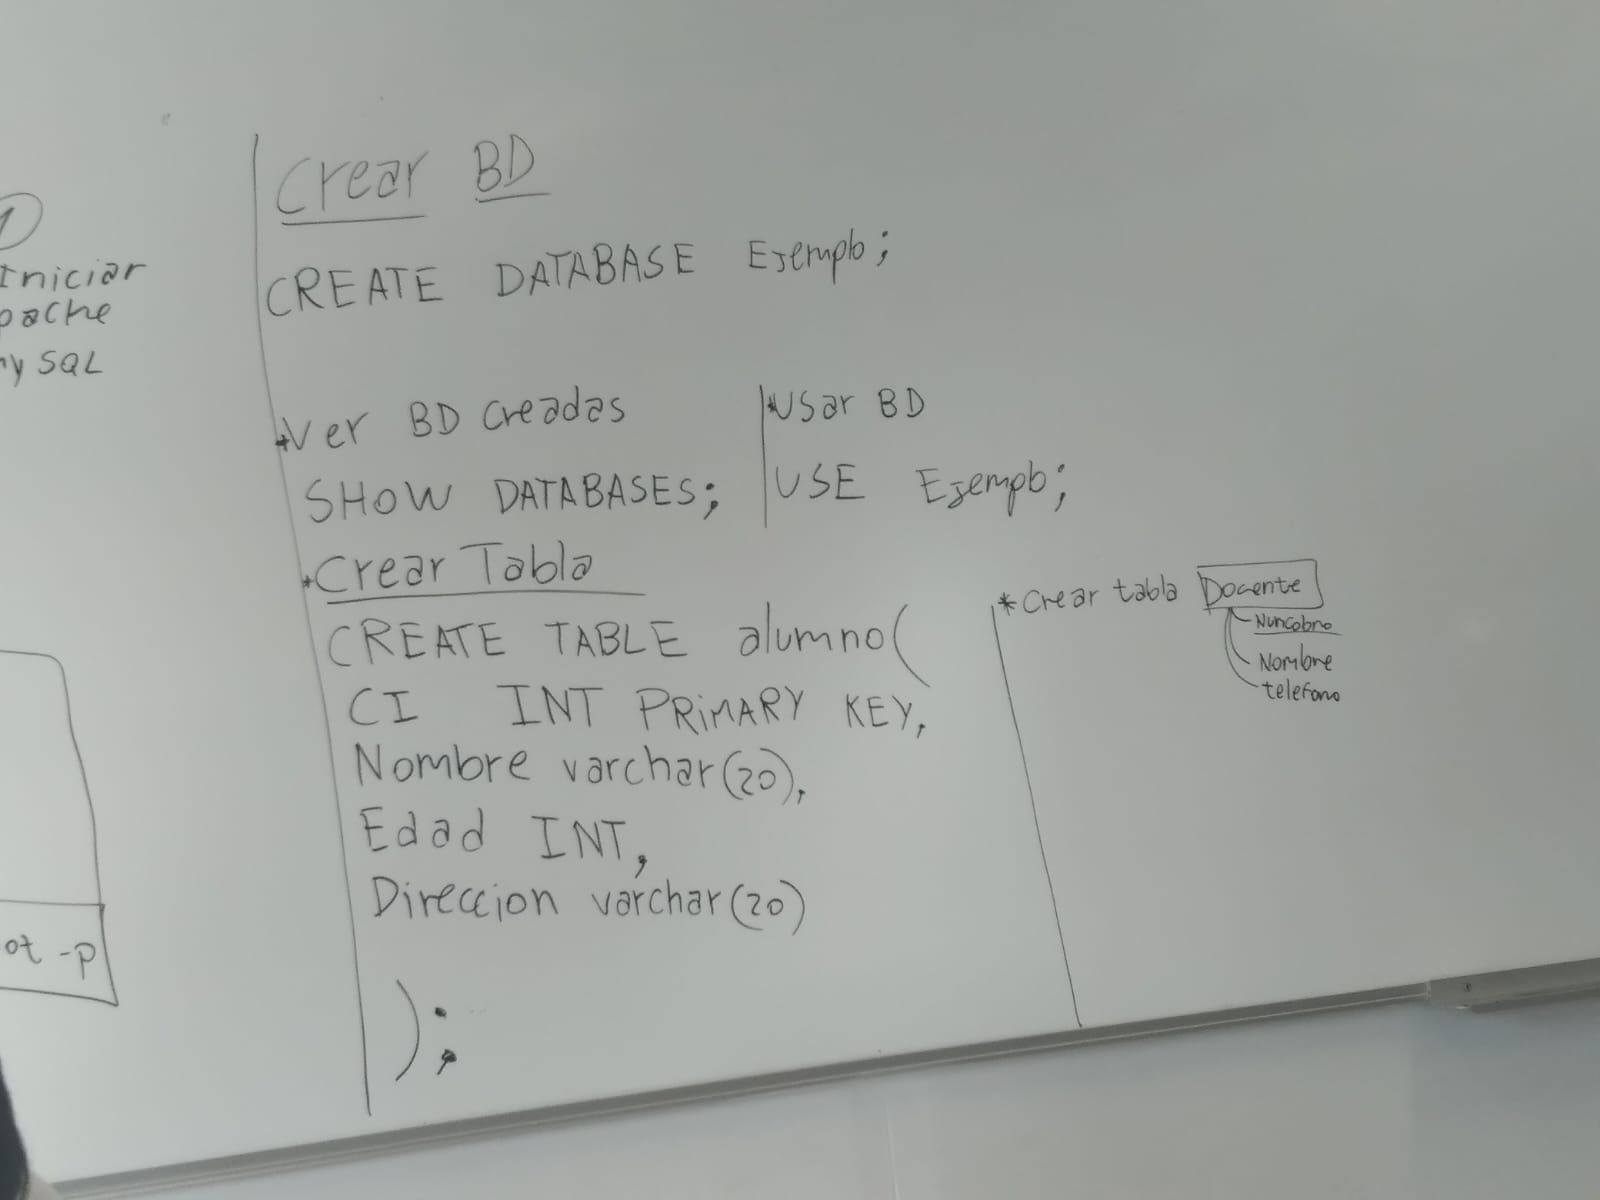 1
Iniciar
pache
my SQL
ot -p
Crear BD
CREATE DATABASE Ejemplo;
*Ver BD creadas
SHOW DATABASES;
*Usar BD
USE Ejemplo;
*Crear Tabla
CREATE TABLE alumno(
CI INT PRIMARY KEY,
Nombre varchar(20),
Edad INT,
Direccion varchar(20)
);
*Crear tabla Docente
Numcobro
Nombre
telefono